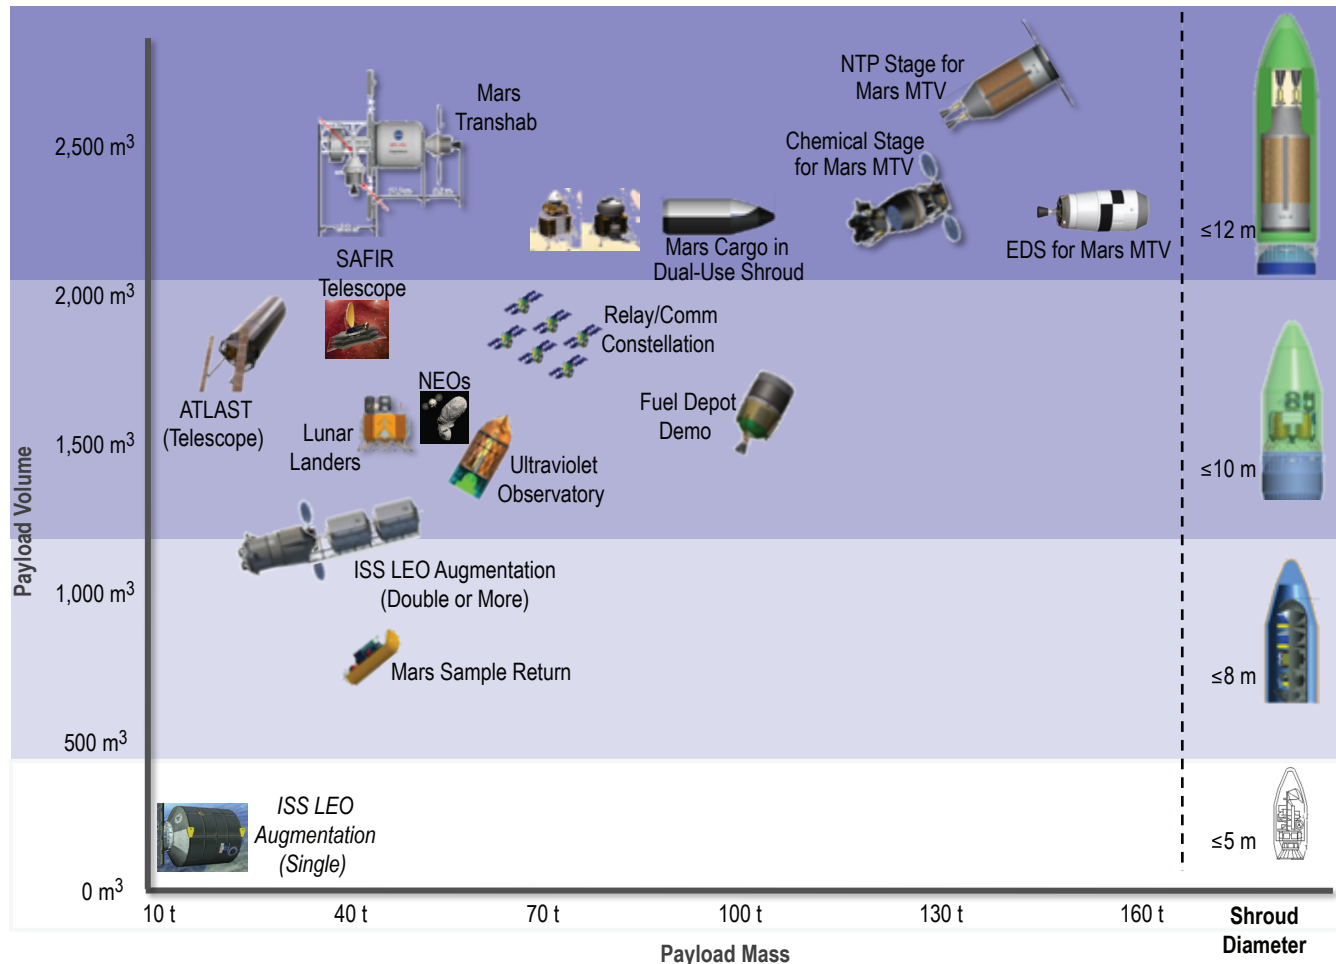 NTP Stage for
Mars MTV
Mars
Transhab
Chemical Stage
for Mars MTV
2,500 m³
≤12 m
Mars Cargo in
Dual-Use Shroud
EDS for Mars MTV
SAFIR
Telescope
2,000 m³
Relay/Comm
Constellation
NEOs
ATLAST
(Telescope)
Lunar
Landers
Fuel Depot
Demo
1,500 m³
Ultraviolet
Observatory
≤10 m
Payload Volume
ISS LEO Augmentation
(Double or More)
1,000 m³
Mars Sample Return
≤8 m
500 m³
ISS LEO
Augmentation
(Single)
≤5 m
0 m³
10 t
40 t
70 t
100 t
130 t
160 t
Shroud
Diameter
Payload Mass